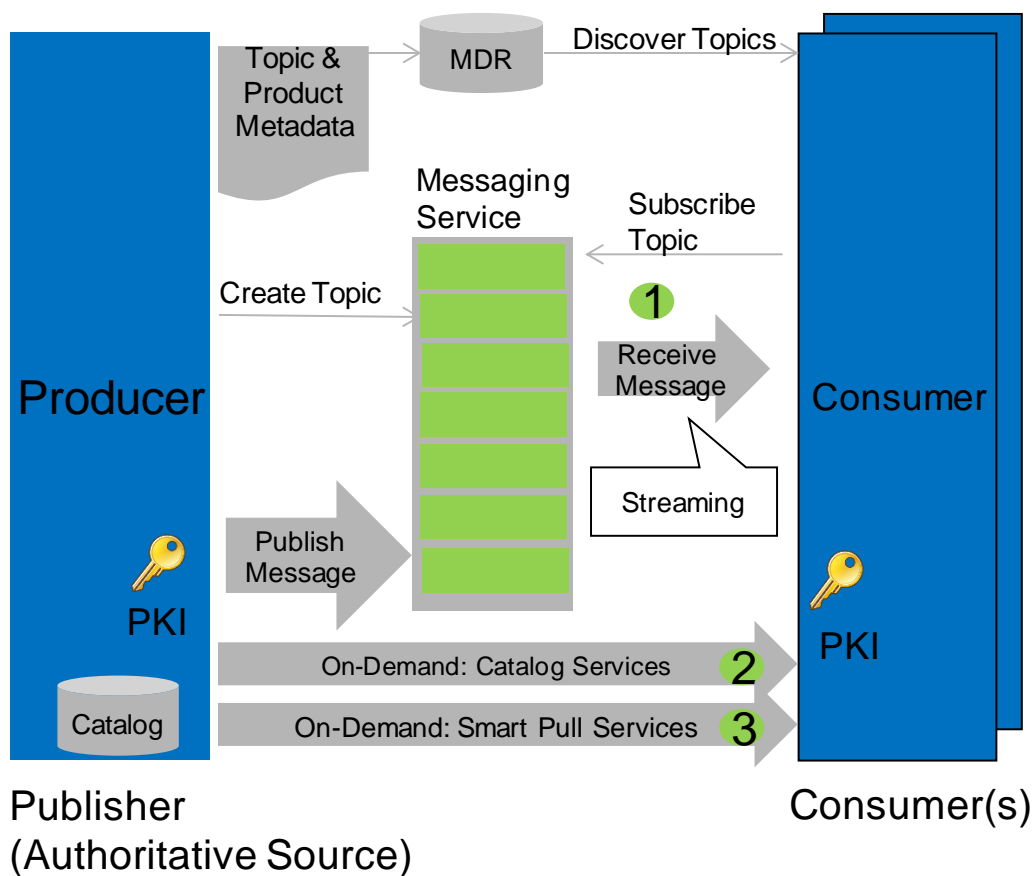 Topic &
Product
Metadata
MDR
Discover Topics
Messaging
Service
Subscribe
Topic
Create Topic
1
Receive
Message
Producer
Consumer
Streaming
Publish
Message
PKI
PKI
On-Demand: Catalog Services
2
Catalog
On-Demand: Smart Pull Services
3
Publisher
(Authoritative Source)
Consumer(s)